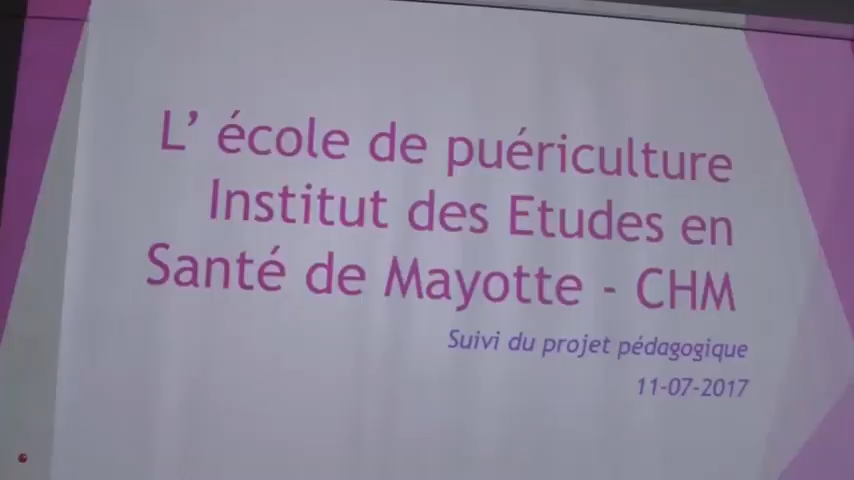 L' école de puériculture
Institut des Etudes en
Santé de Mayotte - CHM
Suivi du projet pédagogique
11-07-2017